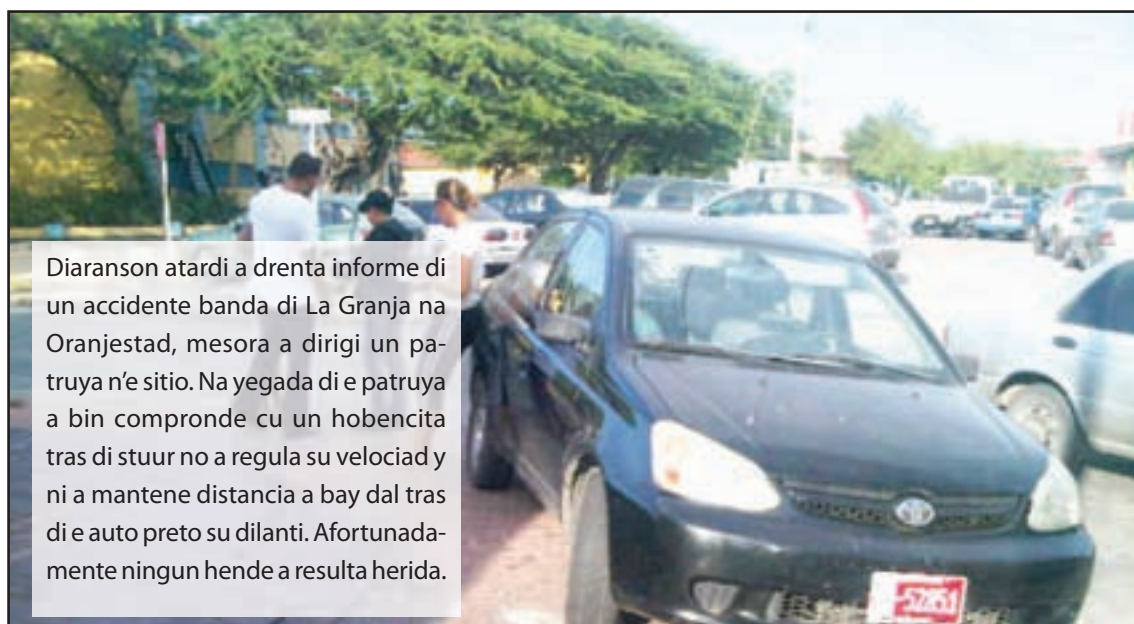 Diaranson atardi a drenta informe di
un accidente banda di La Granja na
Oranjestad, mesora a dirigi un pa-
truya n'e sitio. Na yegada di e patruya
a bin compronde cu un hobencita
tras di stuur no a regula su velociad y
ni a mantene distancia a bay dal tras
di e auto preto su dilanti. Afortunada-
mente ningun hende a resulta herida.
-52851